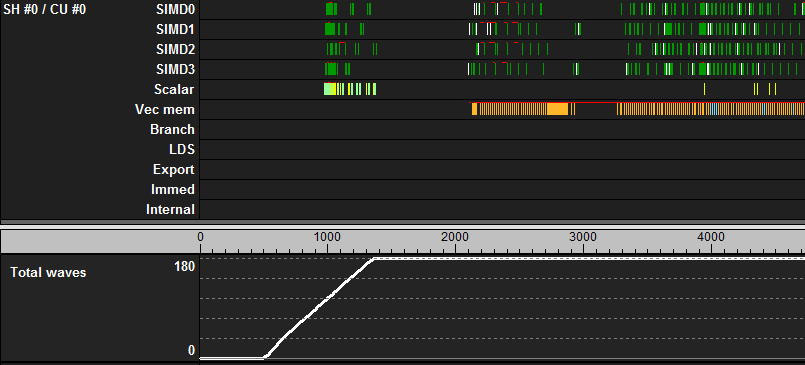 SH #0 / CU #0 SIMD0
SIMD1
SIMD2
SIMD3
Scalar
Vec mem
Branch
LDS
Export
Immed
Internal
0 1000 2000 3000 4000
Total waves 180
0